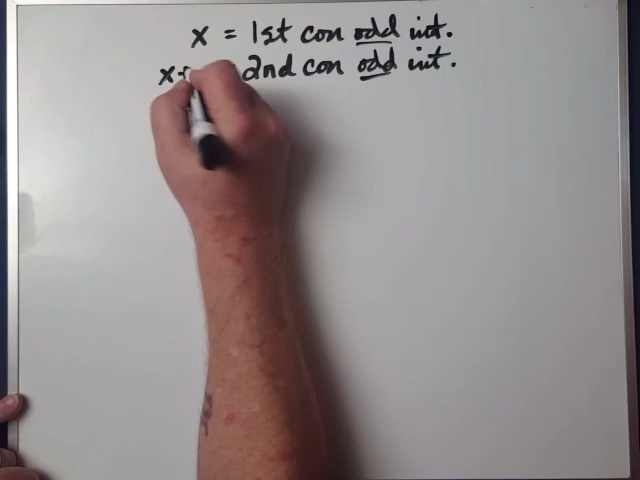 x = 1st con odd int.
x 2nd con odd int.